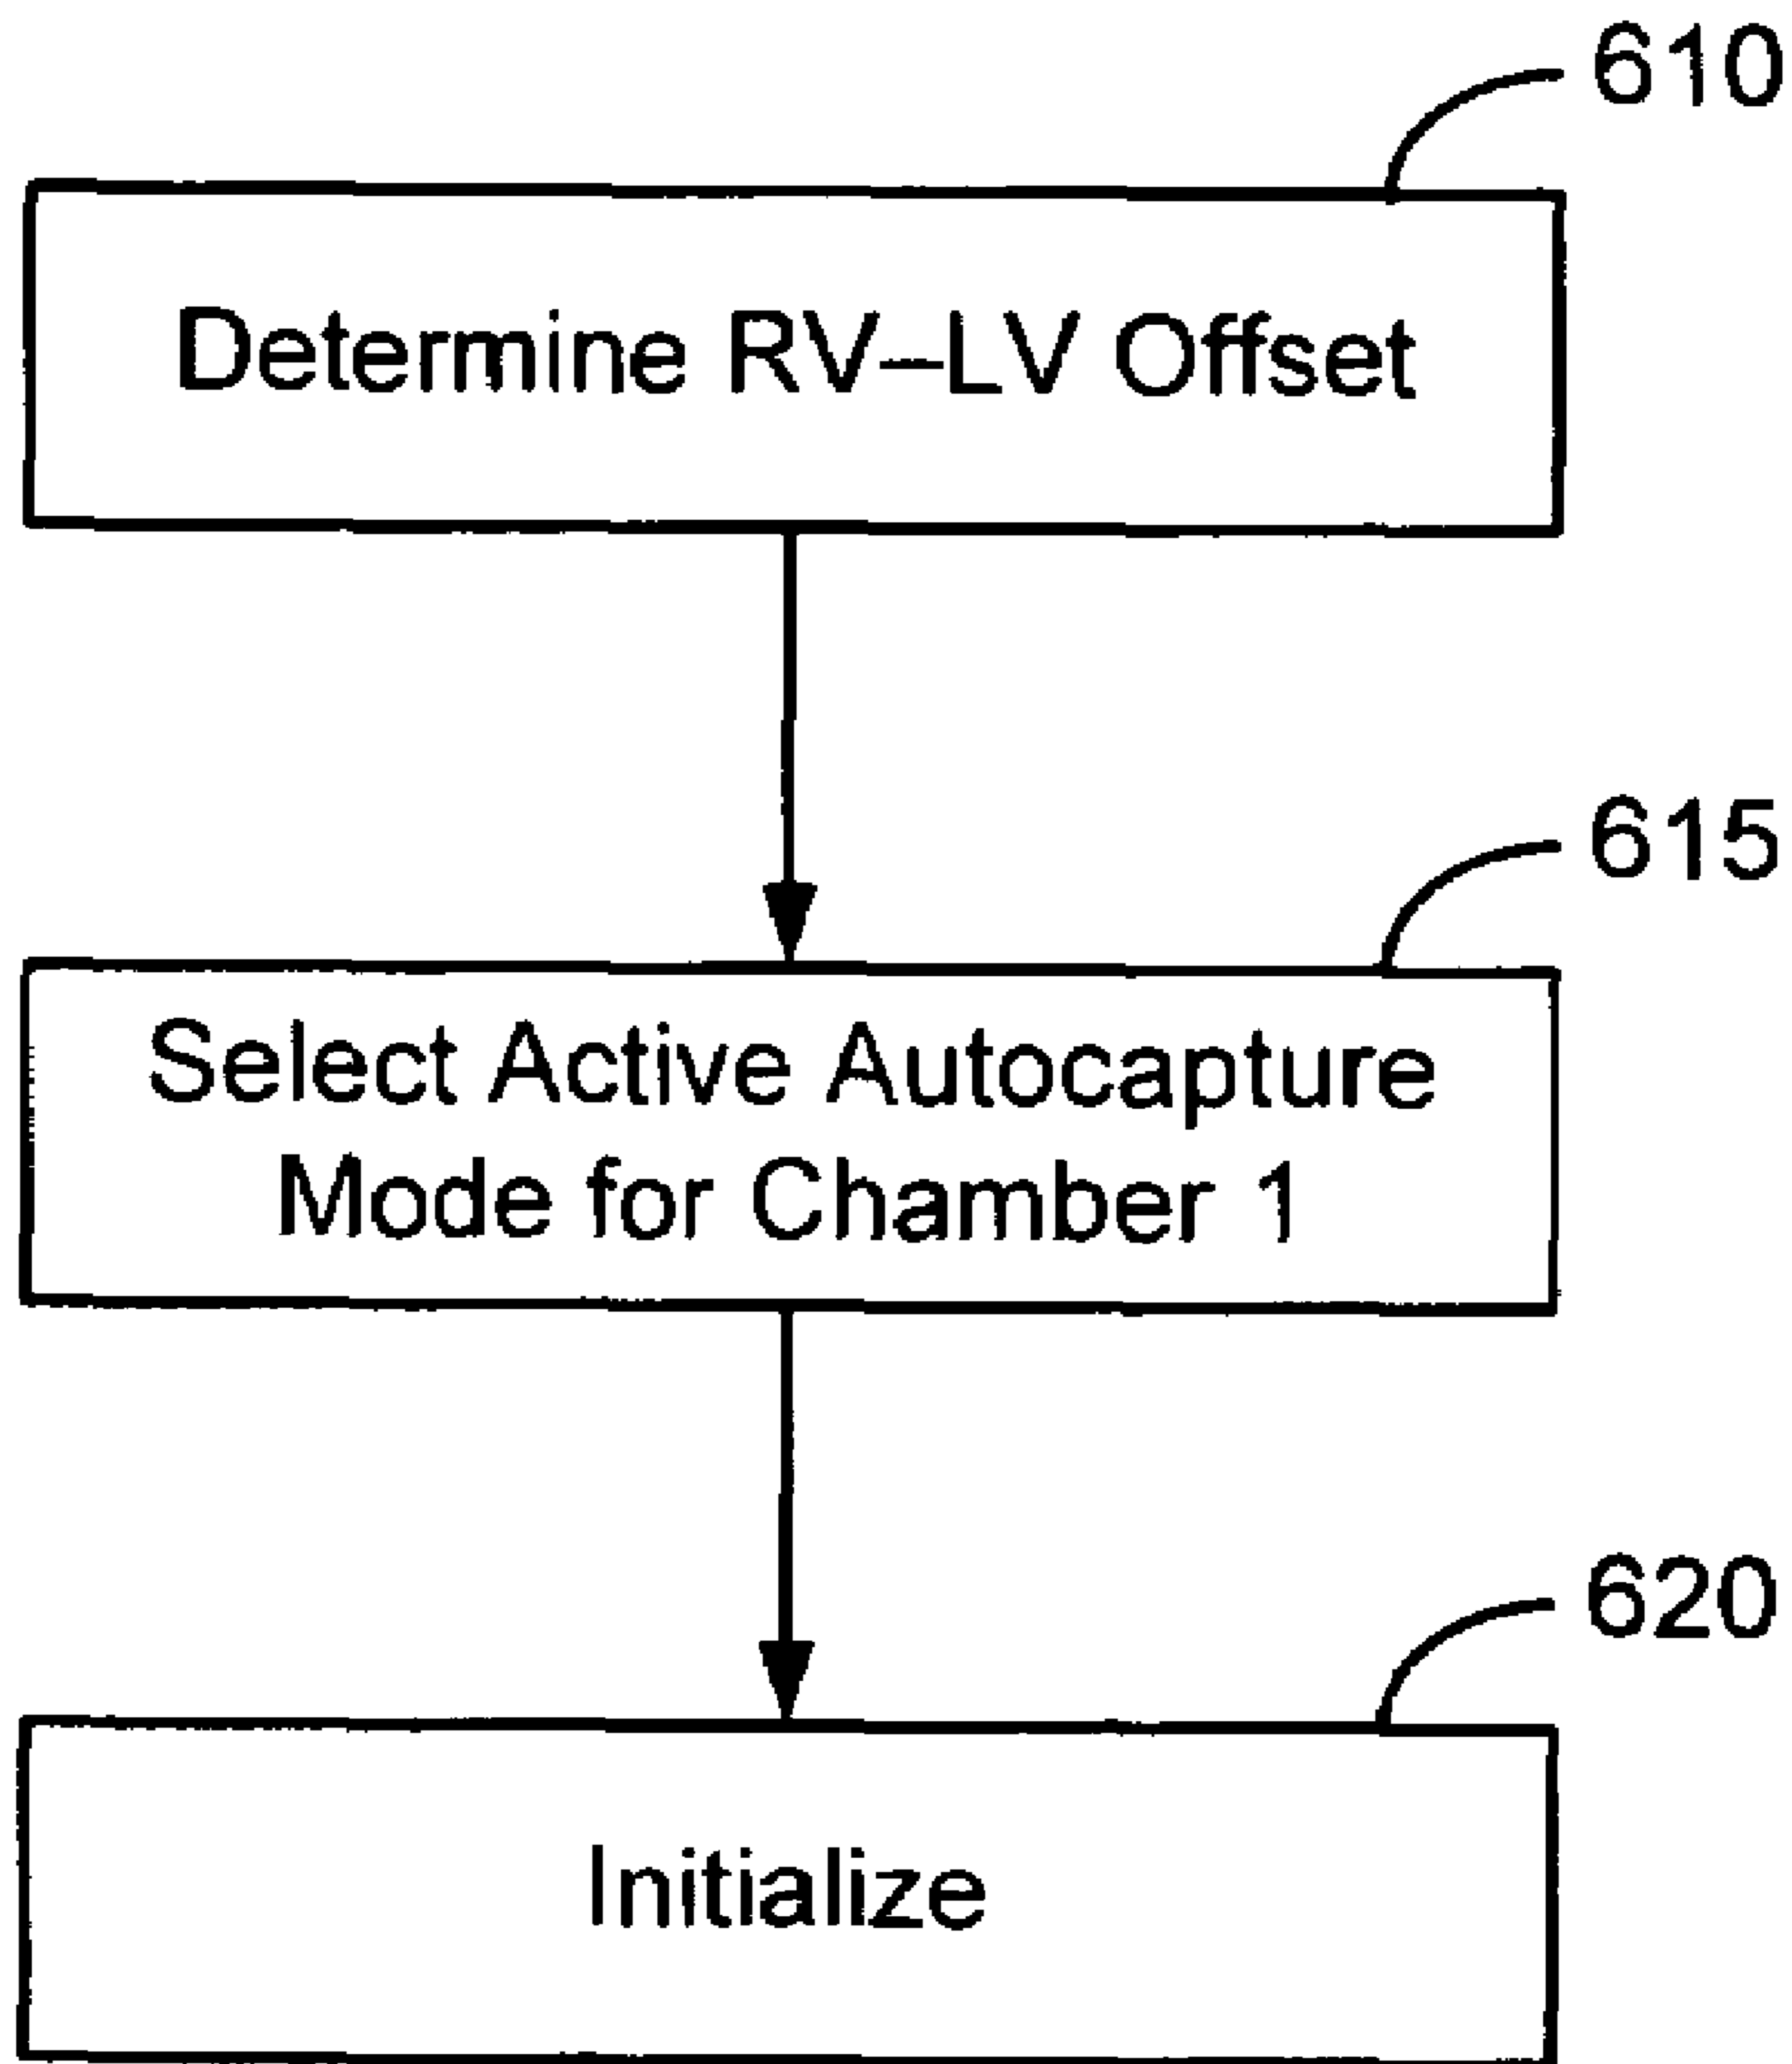 610
Determine RV–LV Offset
615
Select Active Autocapture
Mode for Chamber 1
620
Initialize